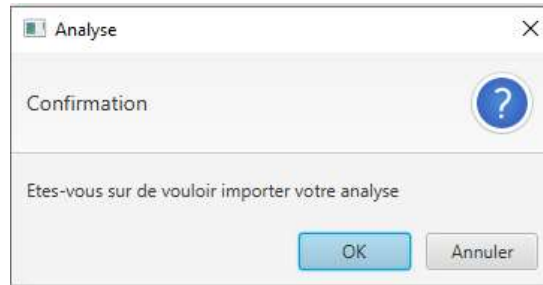 Analyse
Confirmation
?
Etes-vous sur de vouloir importer votre analyse
OK
Annuler